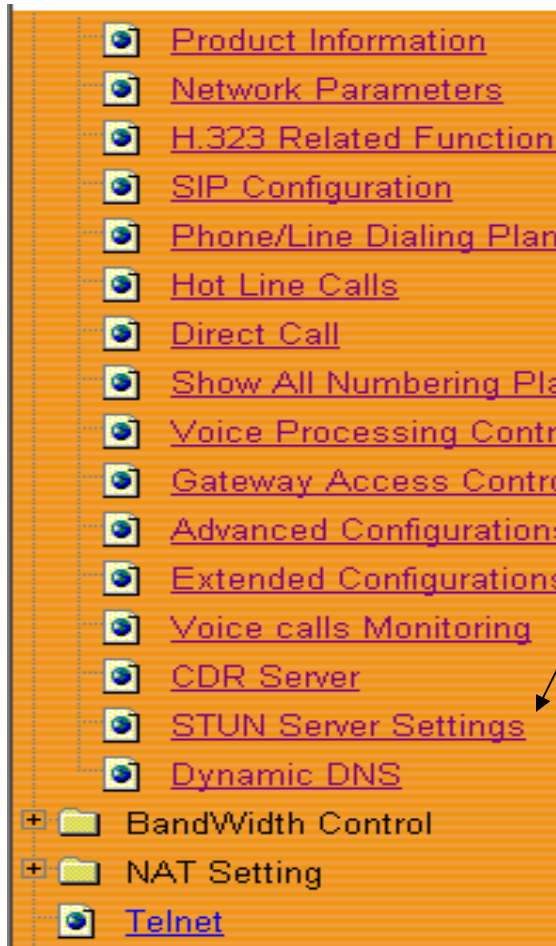 Product Information
Network Parameters
H.323 Related Function
SIP Configuration
Phone/Line Dialing Plan
Hot Line Calls
Direct Call
Show All Numbering Pla
Voice Processing Contr
Gateway Access Contro
Advanced Configurations
Extended Configurations
Voice calls Monitoring
CDR Server
STUN Server Settings
Dynamic DNS
BandWidth Control
NAT Setting
Telnet